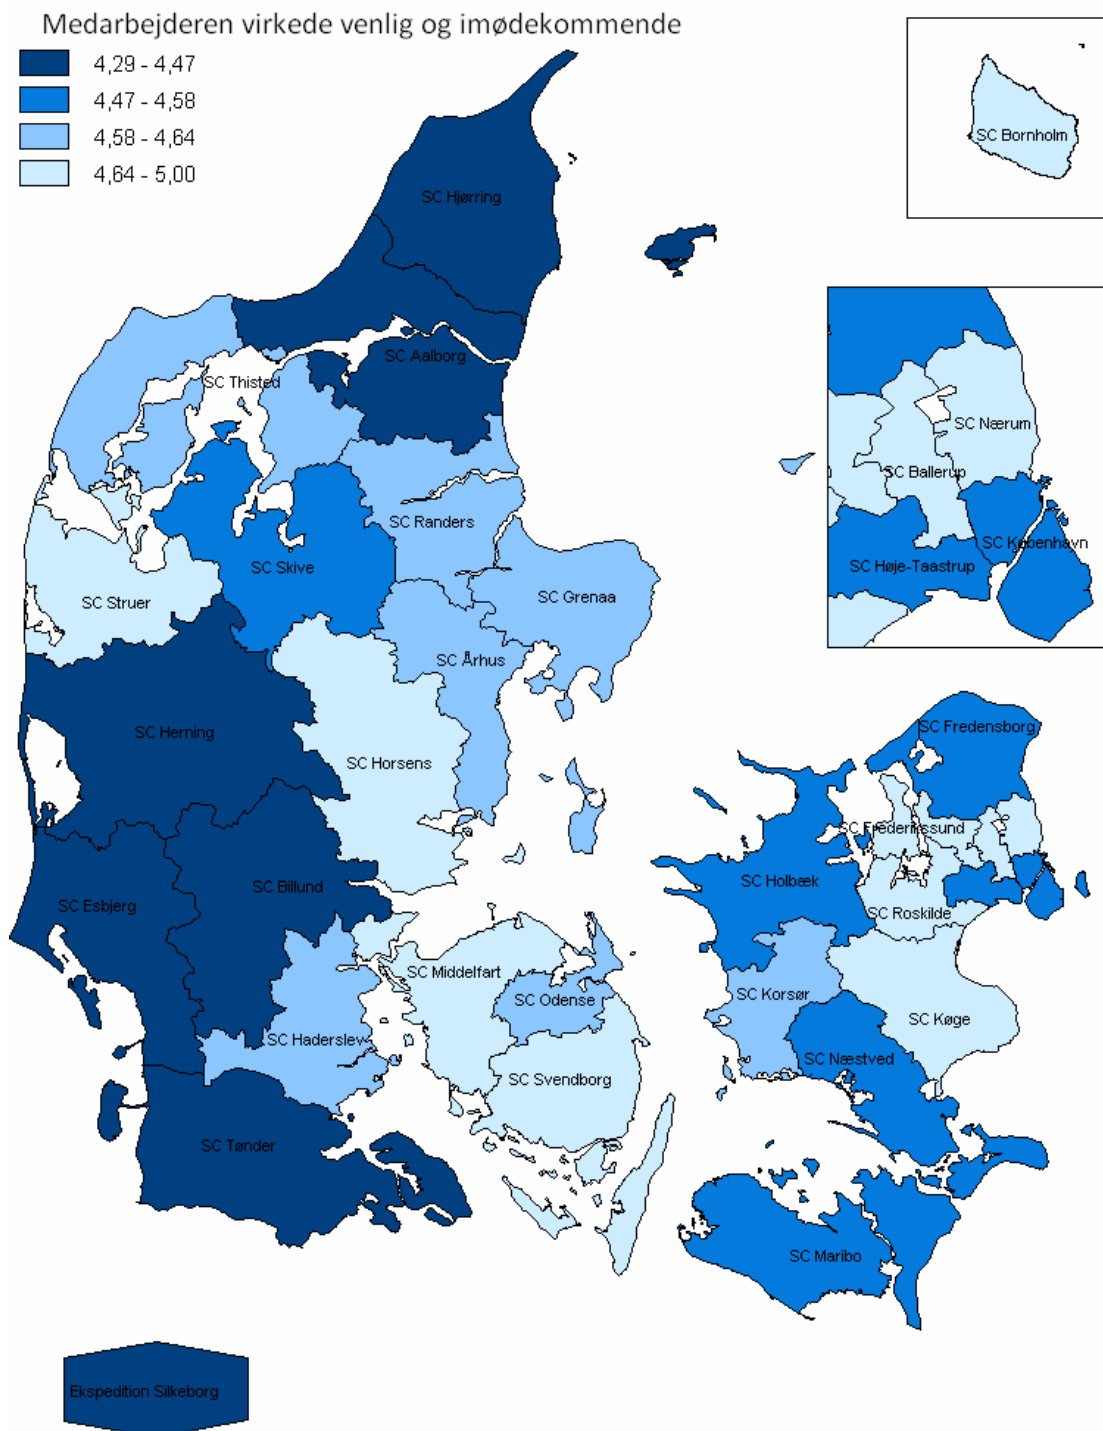 Medarbejderen virkede venlig og imødekommende
4,29 - 4,47
4,47 - 4,58
4,58 - 4,64
4,64 - 5,00
SC Bornholm
SC Hjørring
SC Aalborg
SC Thisted
SC Nærum
SC Ballerup
SC København
SC Høje-Taastrup
SC Randers
SC Skive
SC Grenaa
SC Struer
SC Århus
SC Herning
SC Horsens
SC Fredensborg
SC Frederikssund
SC Holbæk
SC Billund
SC Esbjerg
SC Roskilde
SC Middelfart
SC Odense
SC Korsør
SC Køge
SC Haderslev
SC Næstved
SC Svendborg
SC Tønder
SC Maribo
Ekspedition Silkeborg